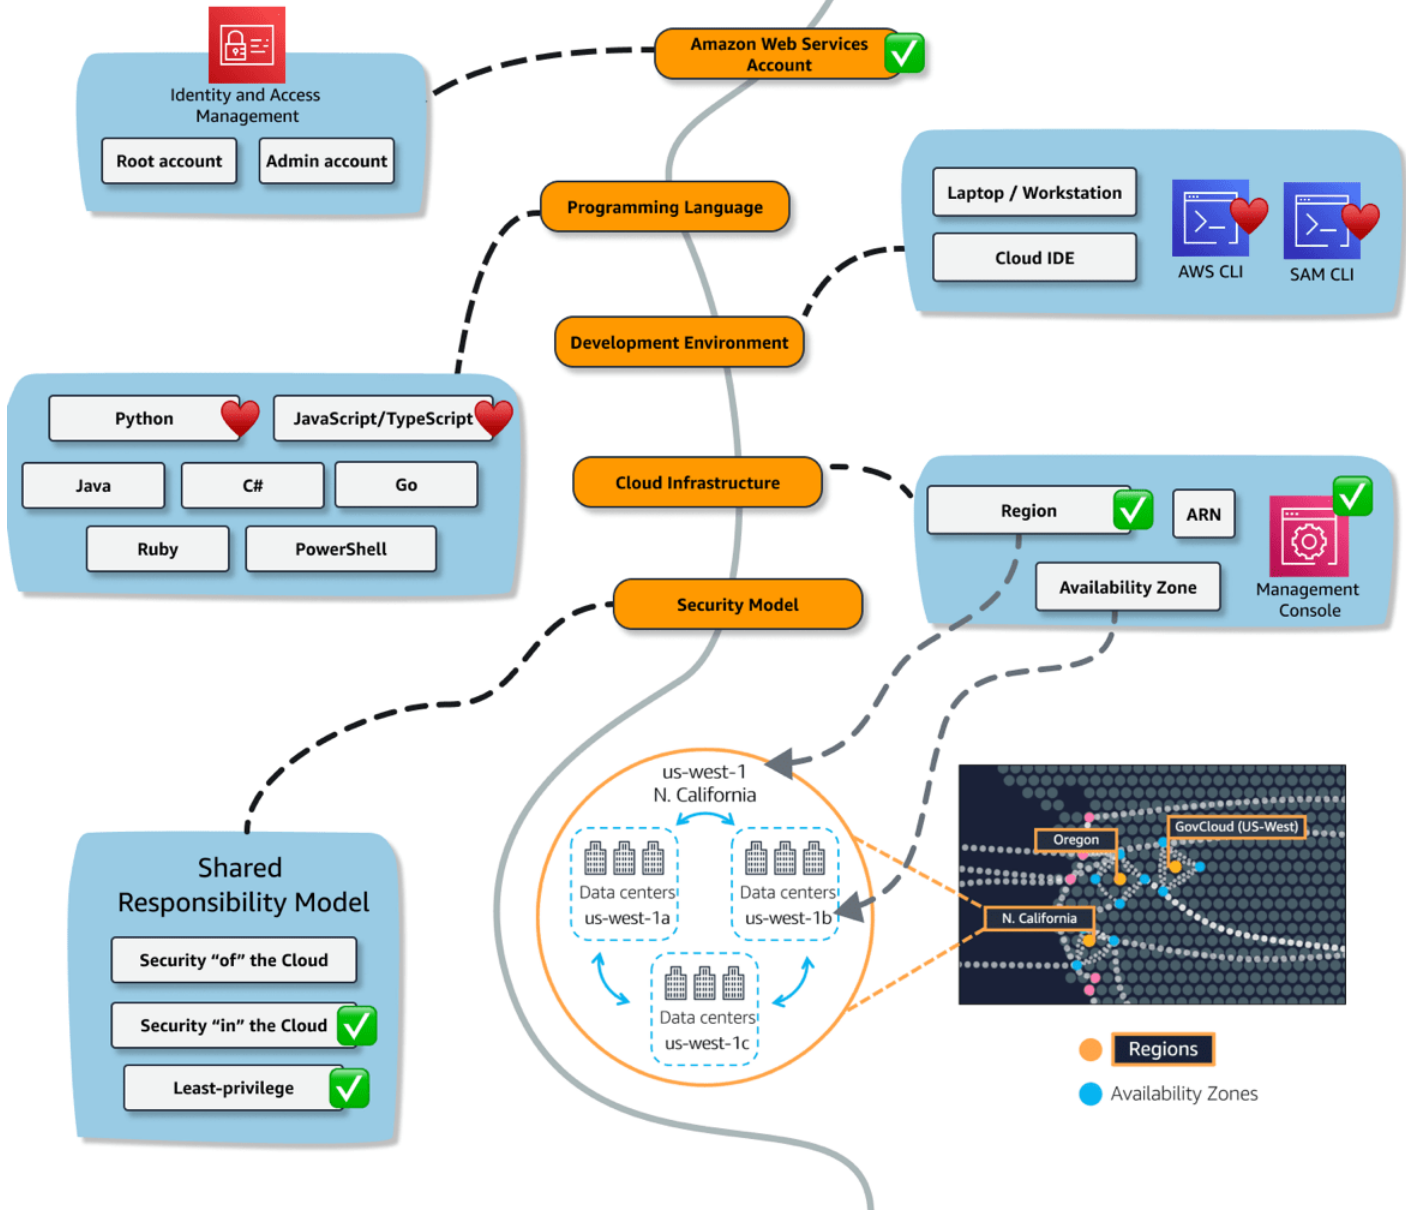 Amazon Web Services
Account
Identity and Access
Management
Root account
Admin account
Programming Language
Laptop / Workstation
Cloud IDE
AWS CLI
SAM CLI
Development Environment
Python
JavaScript/TypeScript
Java
C#
Go
Ruby
PowerShell
Cloud Infrastructure
Region
ARN
Availability Zone
Management
Console
Security Model
us-west-1
N. California
Data centers
us-west-1a
Data centers
us-west-1b
Data centers
us-west-1c
Oregon
GovCloud (US-West)
N. California
Regions
Availability Zones
Shared
Responsibility Model
Security “of” the Cloud
Security “in” the Cloud
Least-privilege